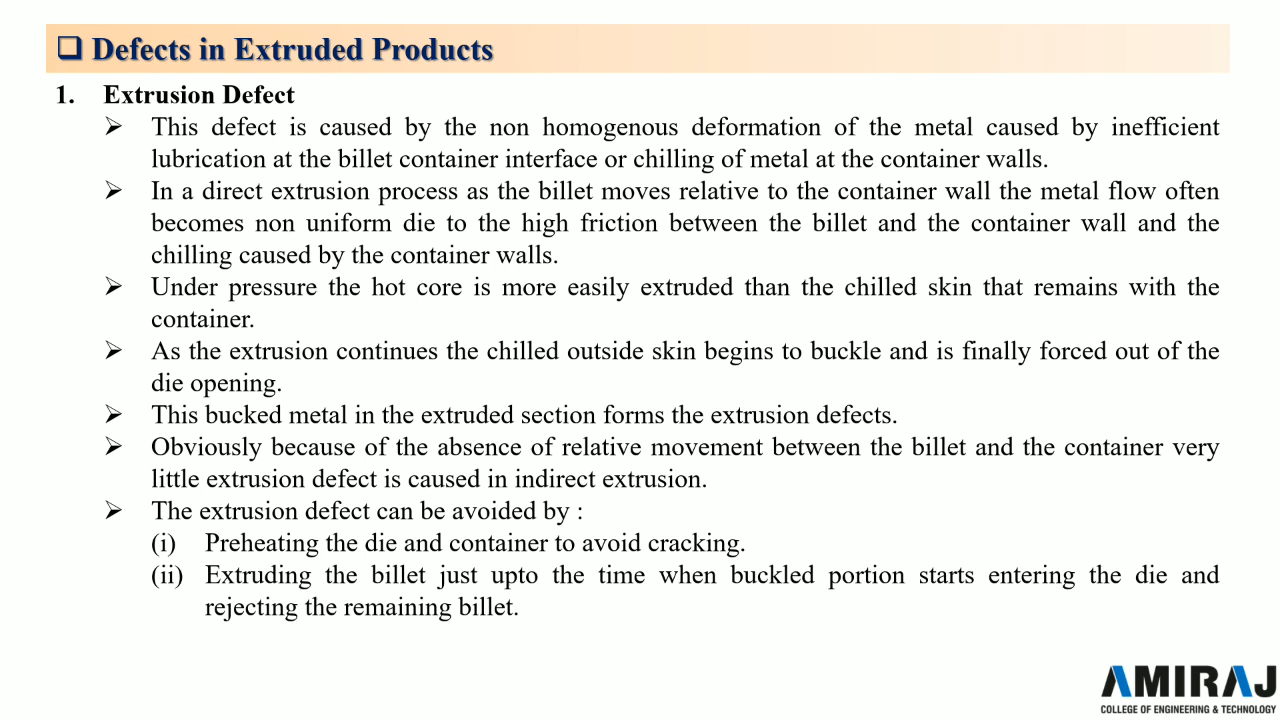 ❑ Defects in Extruded Products
1. Extrusion Defect
➢ This defect is caused by the non homogenous deformation of the metal caused by inefficient
lubrication at the billet container interface or chilling of metal at the container walls.
➢ In a direct extrusion process as the billet moves relative to the container wall the metal flow often
becomes non uniform die to the high friction between the billet and the container wall and the
chilling caused by the container walls.
➢ Under pressure the hot core is more easily extruded than the chilled skin that remains with the
container.
➢ As the extrusion continues the chilled outside skin begins to buckle and is finally forced out of the
die opening.
➢ This bucked metal in the extruded section forms the extrusion defects.
➢ Obviously because of the absence of relative movement between the billet and the container very
little extrusion defect is caused in indirect extrusion.
➢ The extrusion defect can be avoided by :
(i) Preheating the die and container to avoid cracking.
(ii) Extruding the billet just upto the time when buckled portion starts entering the die and
rejecting the remaining billet.
AMIRAJ
COLLEGE OF ENGINEERING & TECHNOLOGY